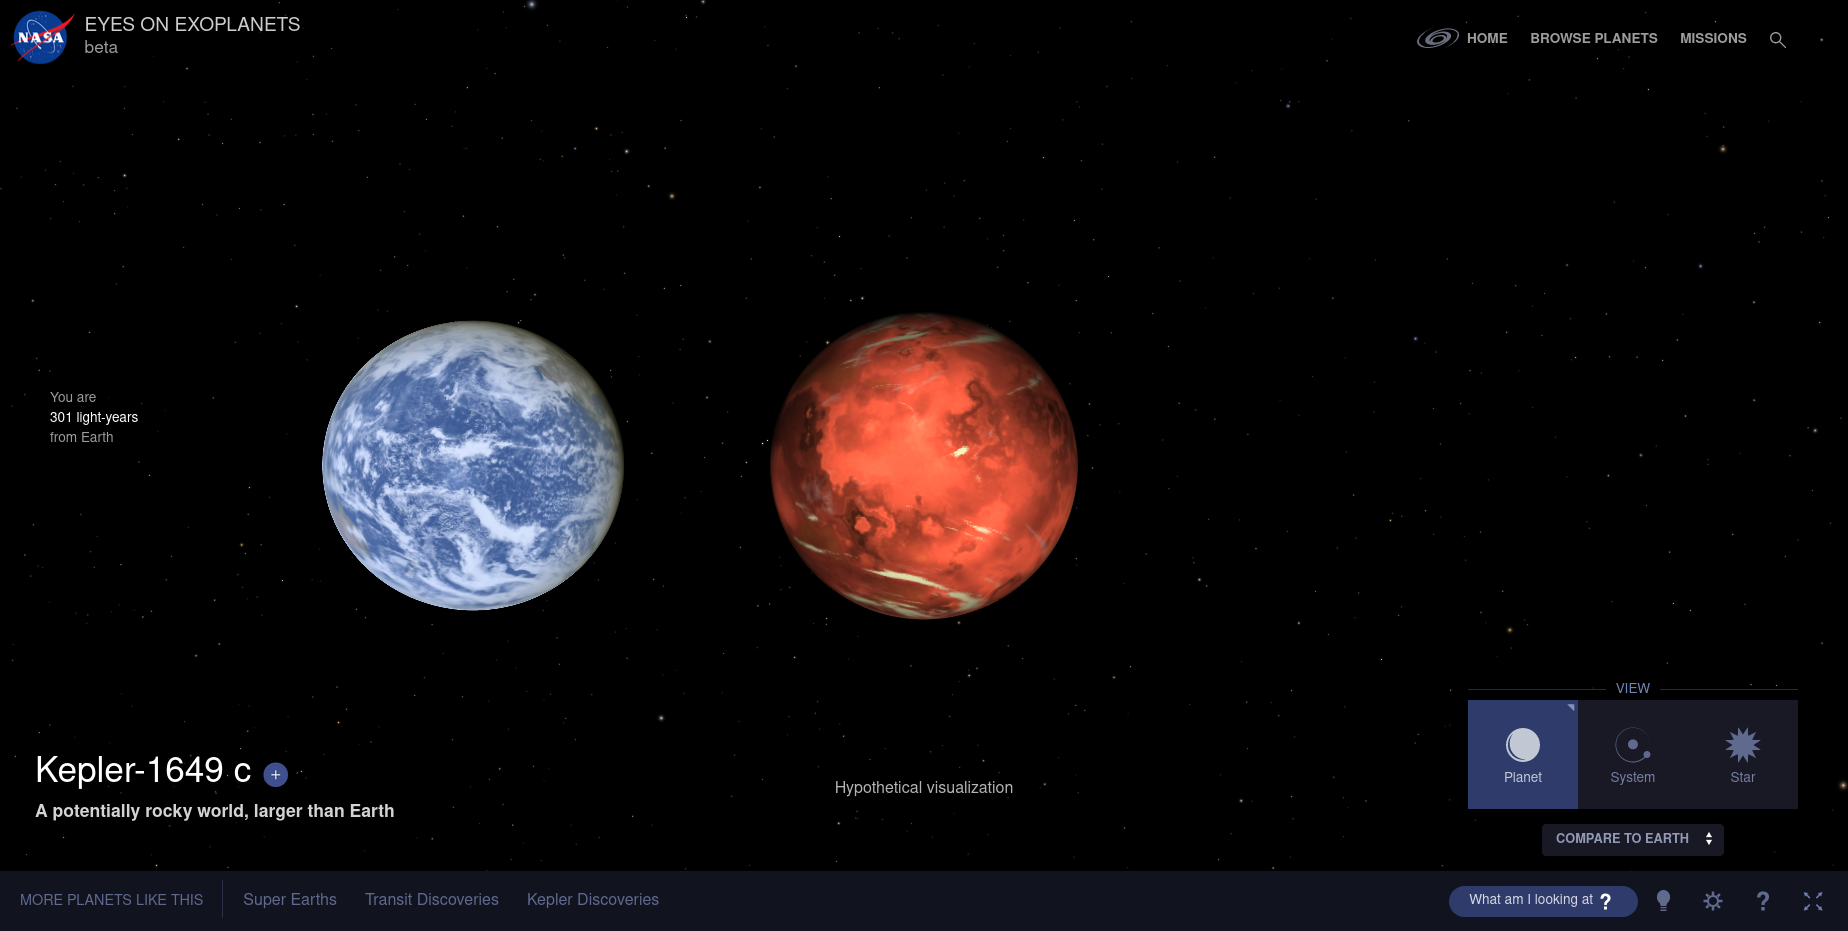 NASA
EYES ON EXOPLANETS
beta
HOME
BROWSE PLANETS
MISSIONS
You are
301 light-years
from Earth
Kepler-1649 c +
A potentially rocky world, larger than Earth
Hypothetical visualization
VIEW
Planet
System
Star
COMPARE TO EARTH
MORE PLANETS LIKE THIS
Super Earths
Transit Discoveries
Kepler Discoveries
What am I looking at ?
?